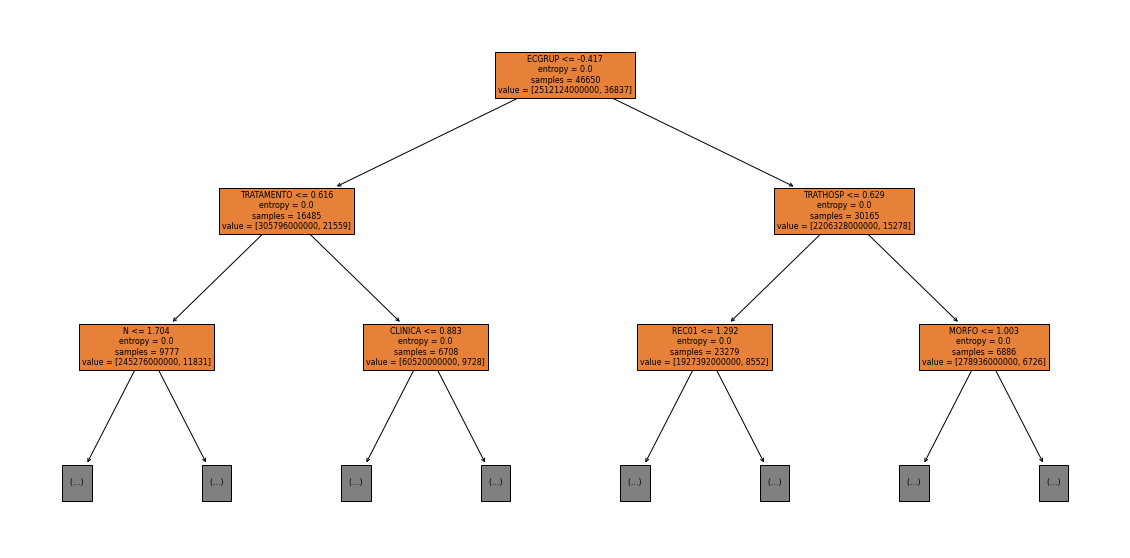 ECGRUP <= -0.417
entropy = 0.0
samples = 46650
value = [2512124000000, 36837]
TRATAMENTO <= 0.616
entropy = 0.0
samples = 16485
value = [305796000000, 21559]
TRATHOSP <= 0.629
entropy = 0.0
samples = 30165
value = [2206328000000, 15278]
N <= 1.704
entropy = 0.0
samples = 9777
value = [245276000000, 11831]
CLINICA <= 0.883
entropy = 0.0
samples = 6708
value = [60520000000, 9728]
REC01 <= 1.292
entropy = 0.0
samples = 23279
value = [1927392000000, 8552]
MORFO <= 1.003
entropy = 0.0
samples = 6886
value = [278936000000, 6726]
(...)
(...)
(...)
(...)
(...)
(...)
(...)
(...)